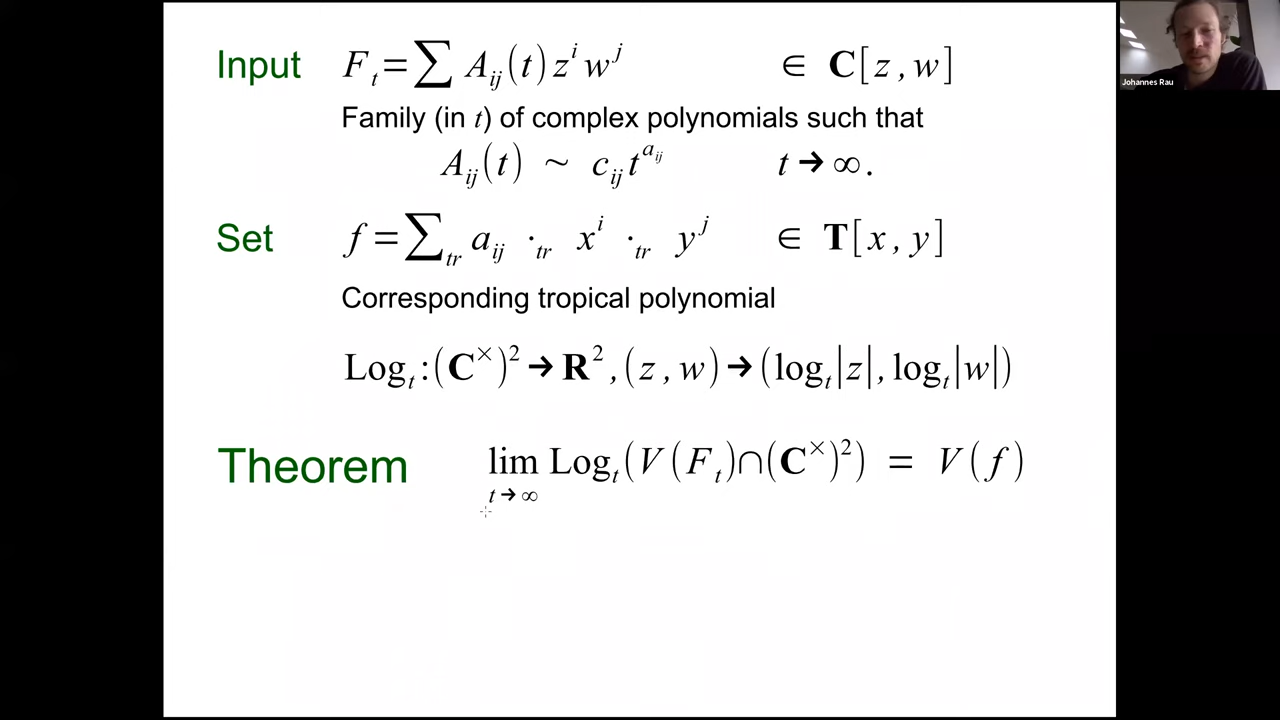 Input F_t = ∑ A_ij(t) z^i w^j ∈ C[z, w]
Family (in t) of complex polynomials such that
A_ij(t) ~ c_ij t^{a_ij} t → ∞.
Set f = ∑_tr a_ij ·_tr x^i ·_tr y^j ∈ T[x, y]
Corresponding tropical polynomial
Log_t : (C^×)^2 → R^2, (z, w) → (log_t|z|, log_t|w|)
Theorem lim_{t → ∞} Log_t(V(F_t) ∩ (C^×)^2) = V(f)
Johannes Rau